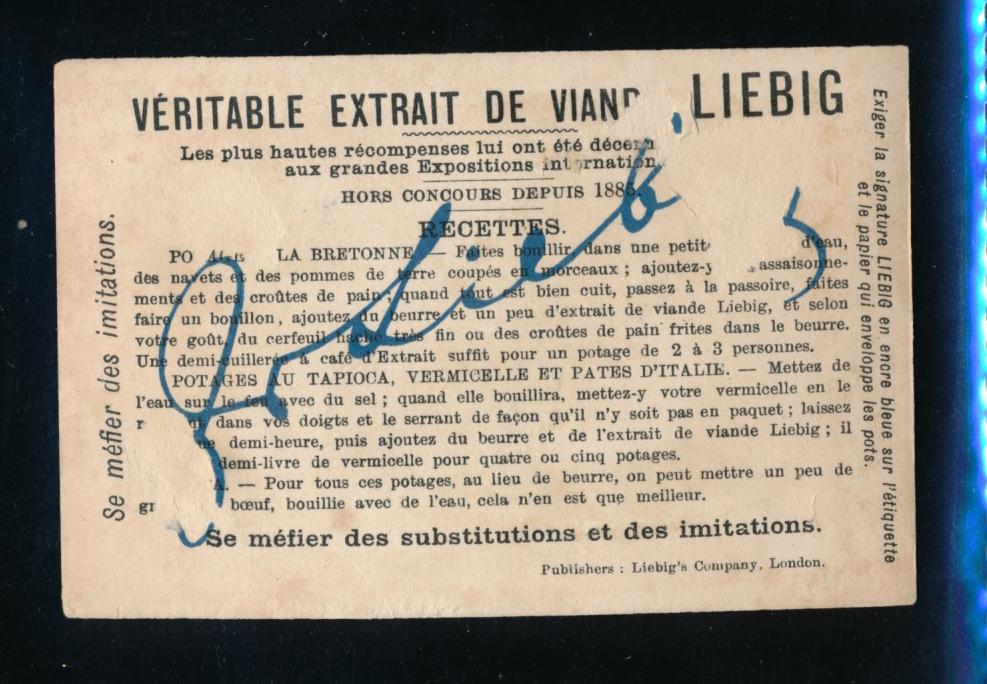 VÉRITABLE EXTRAIT DE VIAND LIEBIG
Les plus hautes récompenses lui ont été décern
aux grandes Expositions Internation
HORS CONCOURS DEPUIS 1885.
RECETTES.
LA BRETONNE — Faites bouillir dans une petit d'eau,
des navets et des pommes de terre coupés en morceaux ; ajoutez-y assaisonne-
ments et des croûtes de pain ; quand tout est bien cuit, passez à la passoire, faites
faire un bouillon, ajoutez du beurre et un peu d'extrait de viande Liebig, et selon
votre goût, du cerfeuil haché très fin ou des croûtes de pain frites dans le beurre.
Une demi-cuillerée à café d'Extrait suffit pour un potage de 2 à 3 personnes.
POTAGES AU TAPIOCA, VERMICELLE ET PATES D'ITALIE. — Mettez de
l'eau sur le feu avec du sel ; quand elle bouillira, mettez-y votre vermicelle en le
dans vos doigts et le serrant de façon qu'il n'y soit pas en paquet ; laissez
demi-heure, puis ajoutez du beurre et de l'extrait de viande Liebig ; il
demi-livre de vermicelle pour quatre ou cinq potages.
— Pour tous ces potages, au lieu de beurre, on peut mettre un peu de
gr bœuf, bouillie avec de l'eau, cela n'en est que meilleur.
Se méfier des substitutions et des imitations.
Publishers : Liebig's Company, London.
Se méfier des imitations.
Exiger la signature LIEBIG en encre bleue sur l'étiquette
et le papier qui enveloppe les pots.